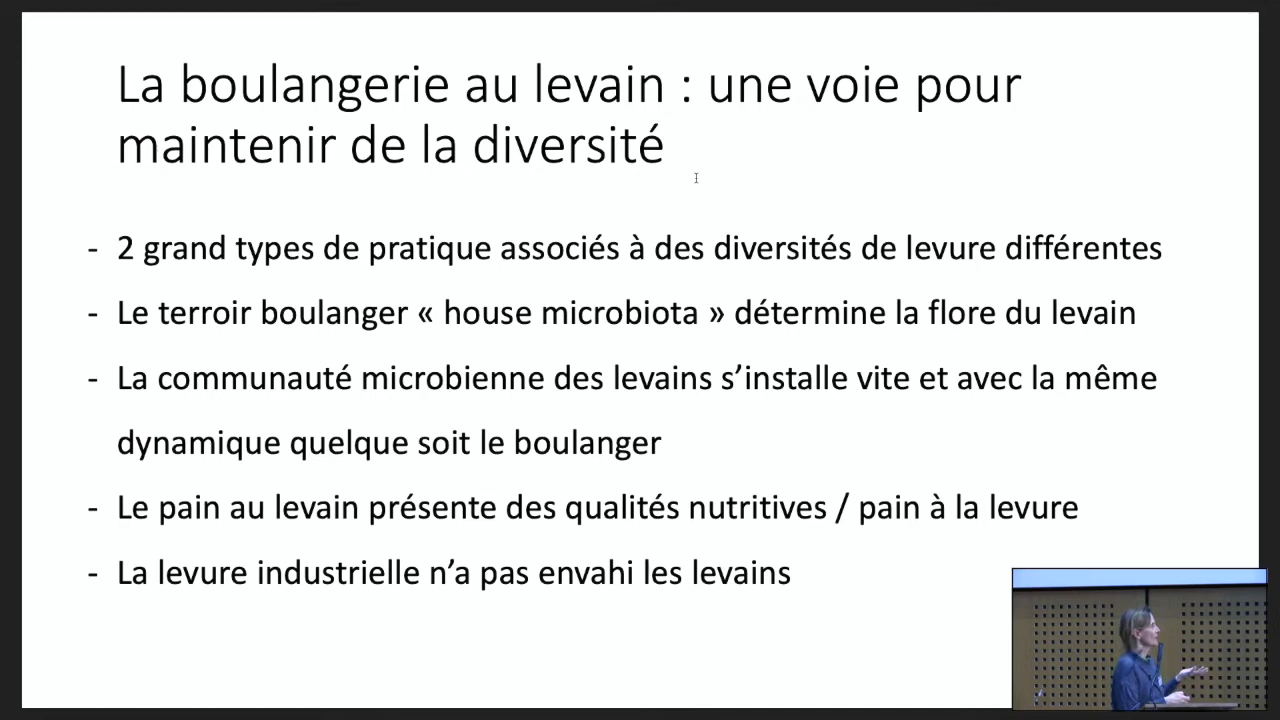 La boulangerie au levain : une voie pour
maintenir de la diversité
- 2 grand types de pratique associés à des diversités de levure différentes
- Le terroir boulanger « house microbiota » détermine la flore du levain
- La communauté microbienne des levains s’installe vite et avec la même
dynamique quelque soit le boulanger
- Le pain au levain présente des qualités nutritives / pain à la levure
- La levure industrielle n’a pas envahi les levains